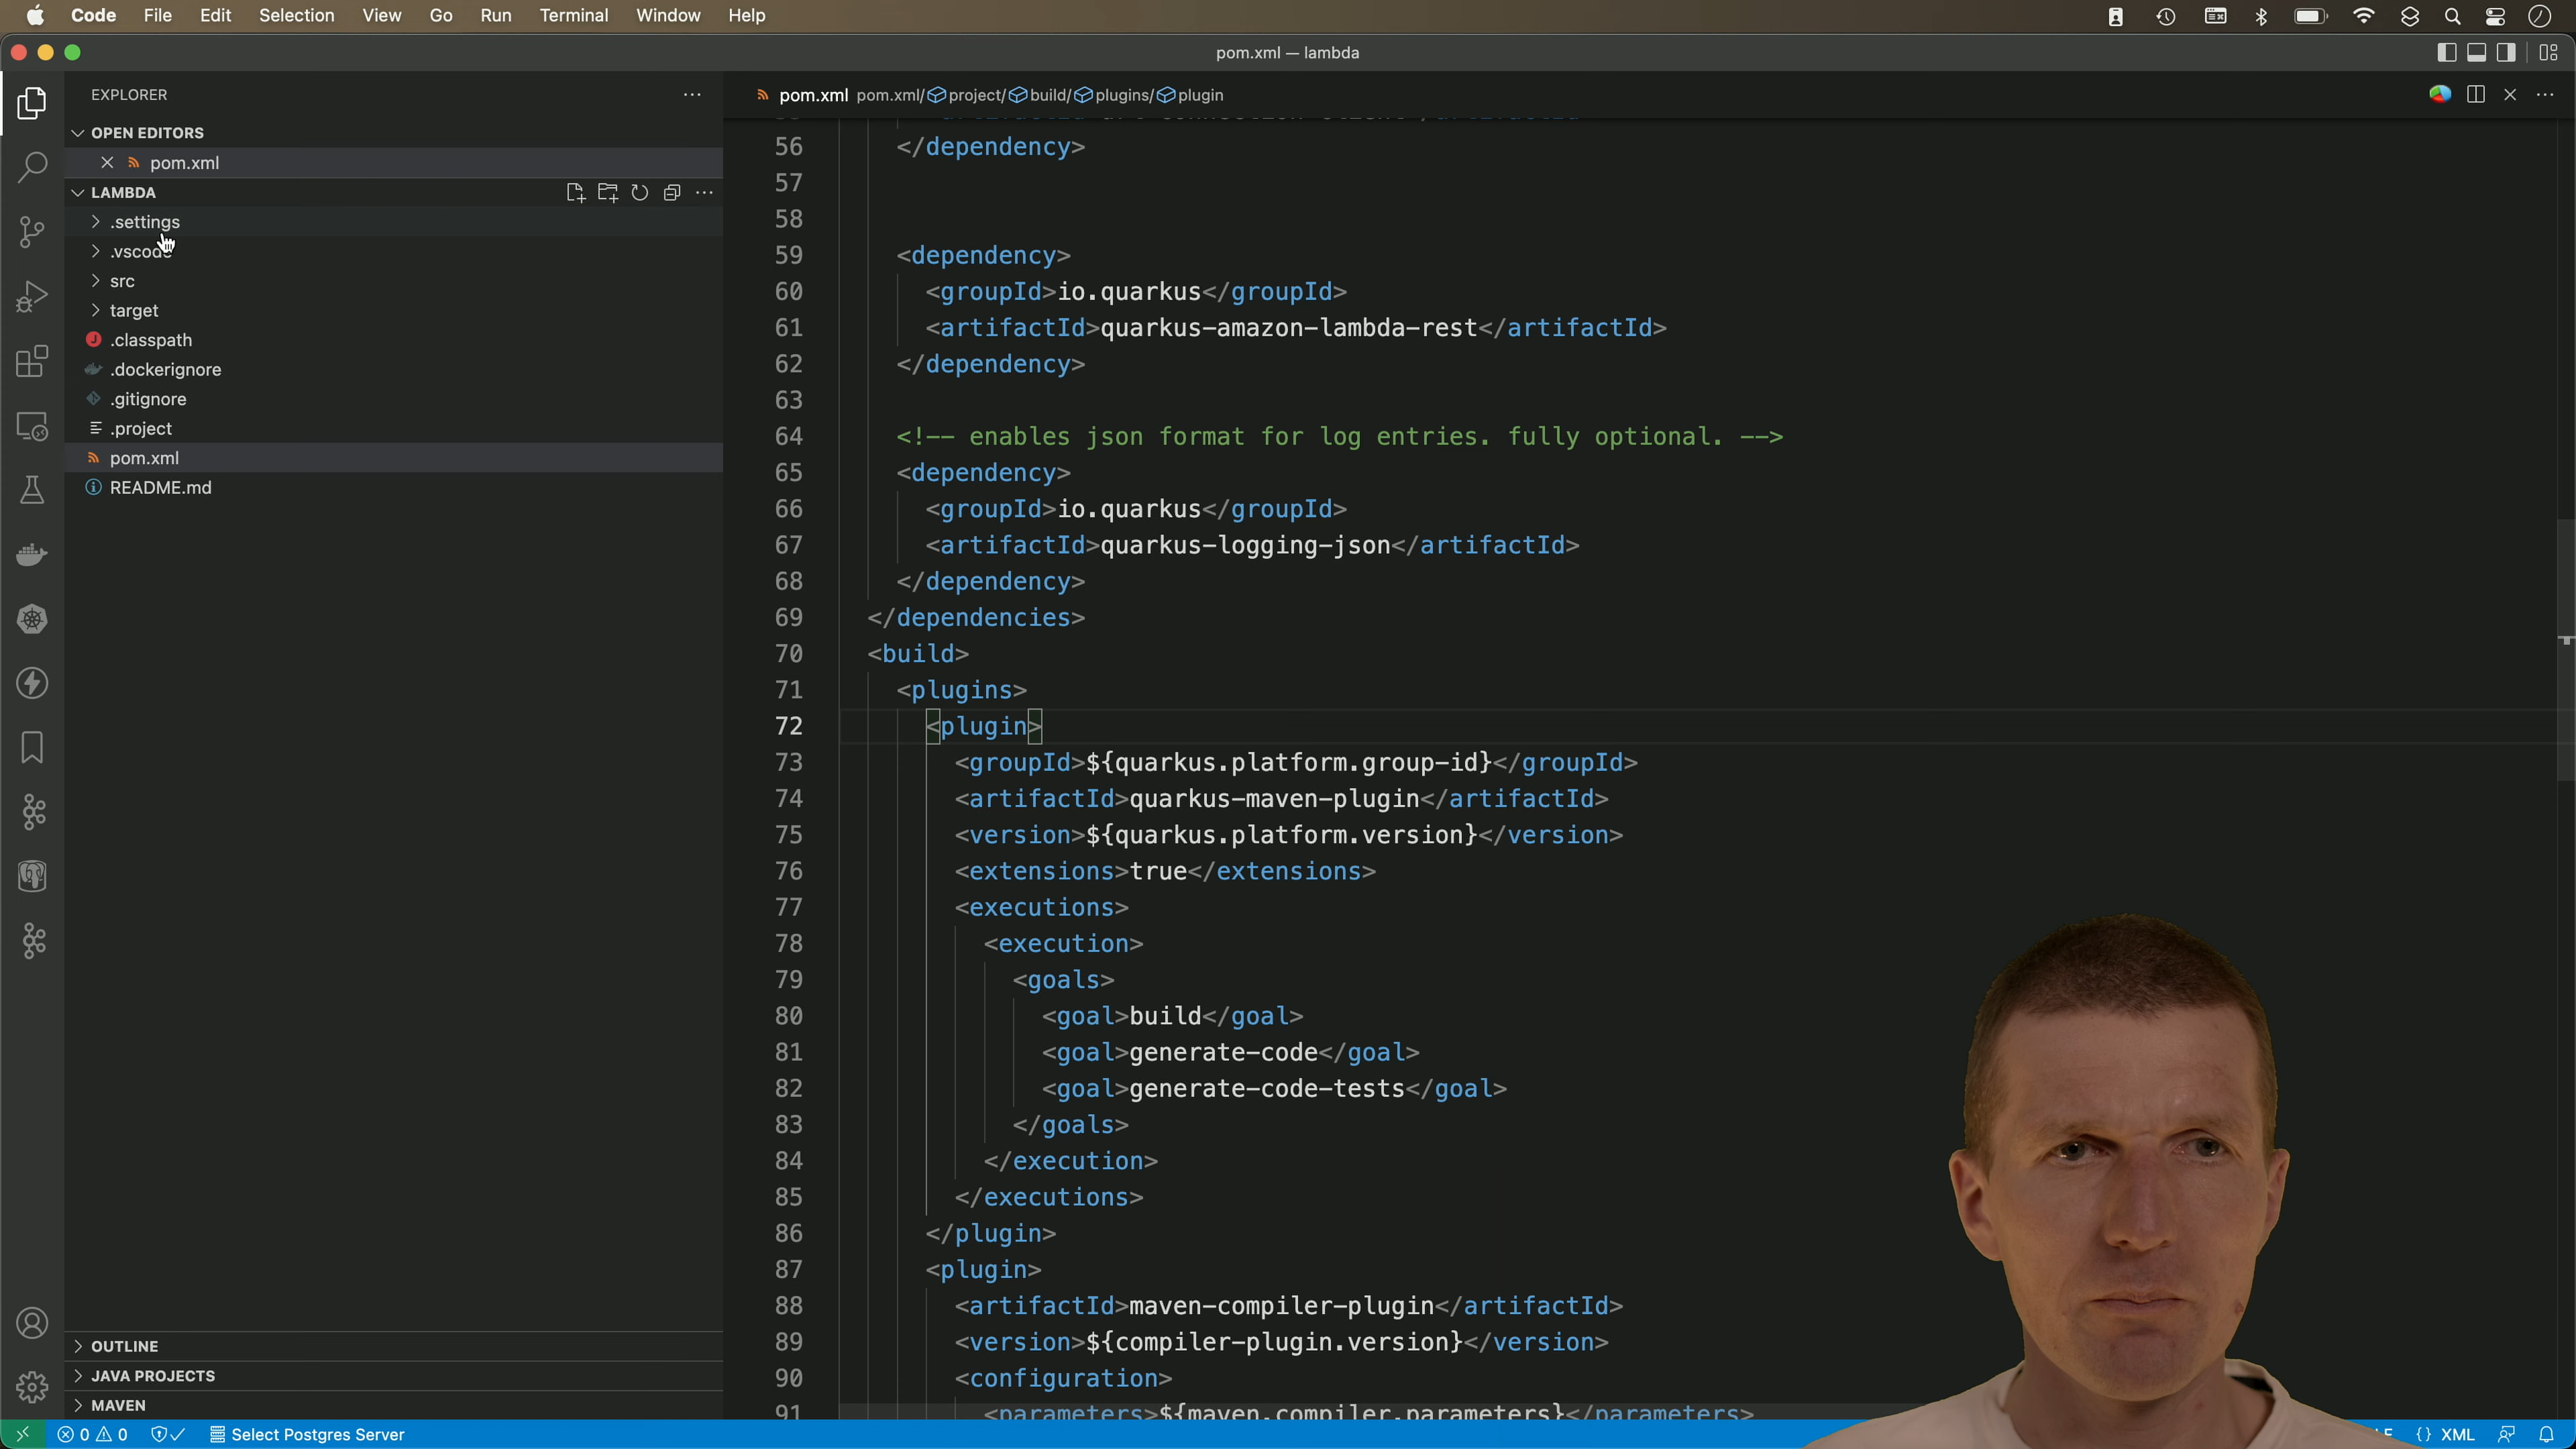 Code File Edit Selection View Go Run Terminal Window Help
pom.xml — lambda
EXPLORER
OPEN EDITORS
pom.xml
LAMBDA
.settings
.vscode
src
target
.classpath
.dockerignore
.gitignore
.project
pom.xml
README.md
OUTLINE
JAVA PROJECTS
MAVEN
pom.xml pom.xml/project/build/plugins/plugin
56 </dependency>
57
58
59 <dependency>
60 <groupId>io.quarkus</groupId>
61 <artifactId>quarkus-amazon-lambda-rest</artifactId>
62 </dependency>
63
64 <!-- enables json format for log entries. fully optional. -->
65 <dependency>
66 <groupId>io.quarkus</groupId>
67 <artifactId>quarkus-logging-json</artifactId>
68 </dependency>
69 </dependencies>
70 <build>
71 <plugins>
72 <plugin>
73 <groupId>${quarkus.platform.group-id}</groupId>
74 <artifactId>quarkus-maven-plugin</artifactId>
75 <version>${quarkus.platform.version}</version>
76 <extensions>true</extensions>
77 <executions>
78 <execution>
79 <goals>
80 <goal>build</goal>
81 <goal>generate-code</goal>
82 <goal>generate-code-tests</goal>
83 </goals>
84 </execution>
85 </executions>
86 </plugin>
87 <plugin>
88 <artifactId>maven-compiler-plugin</artifactId>
89 <version>${compiler-plugin.version}</version>
90 <configuration>
91 <parameters>${maven.compiler.parameters}</parameters>
0 0 Select Postgres Server
{} XML